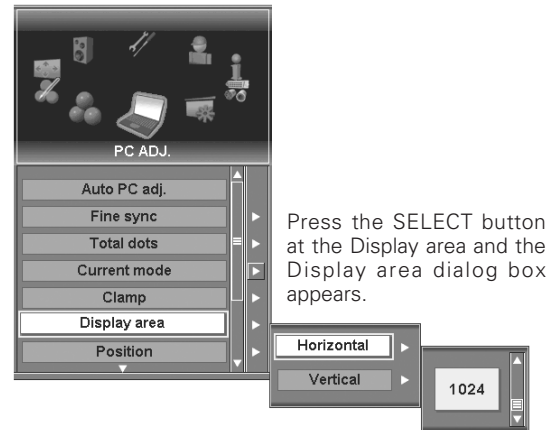 PC ADJ.
Auto PC adj.
Fine sync
Total dots
Current mode
Clamp
Display area
Position
Press the SELECT button
at the Display area and the
Display area dialog box
appears.
Horizontal
Vertical
1024